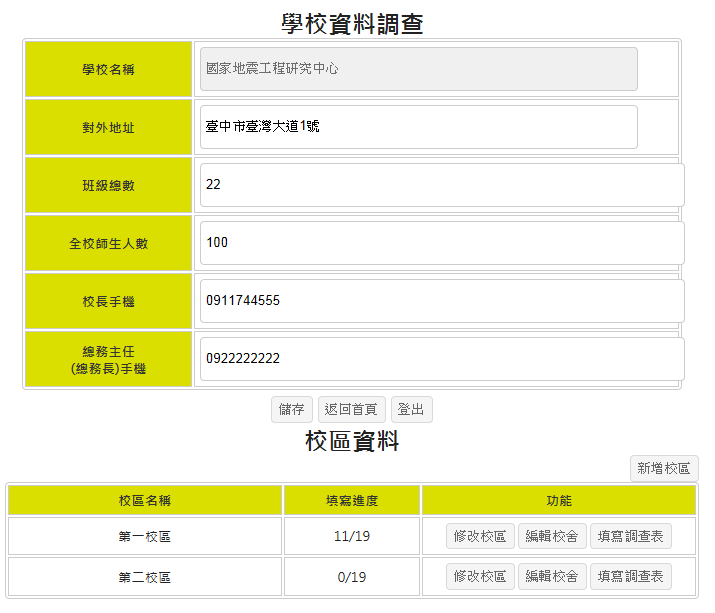 學校資料調查
學校名稱 國家地震工程研究中心
對外地址 臺中市臺灣大道1號
班級總數 22
全校師生人數 100
校長手機 0911744555
總務主任
(總務長)手機 0922222222
儲存 返回首頁 登出
校區資料
新增校區
校區名稱 填寫進度 功能
第一校區 11/19 修改校區 編輯校舍 填寫調查表
第二校區 0/19 修改校區 編輯校舍 填寫調查表